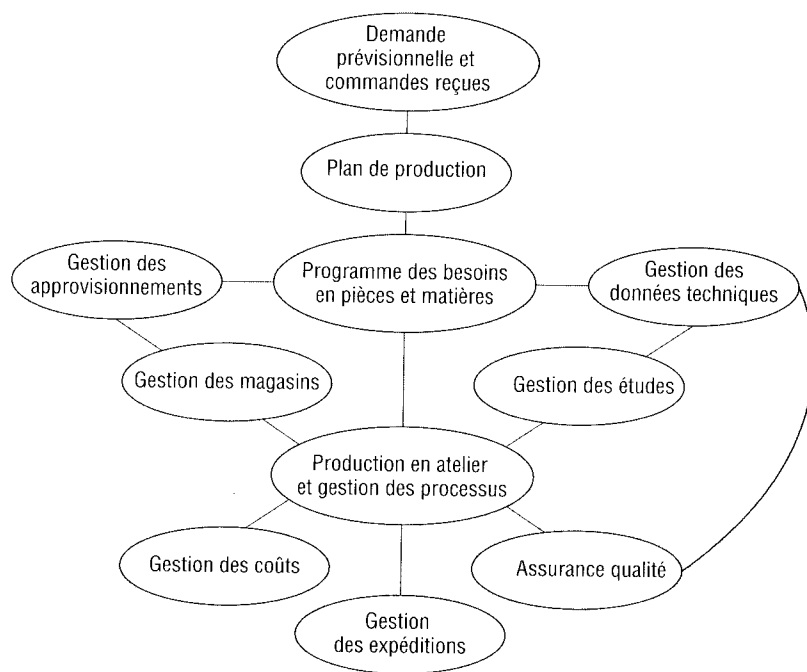 Demande
prévisionnelle et
commandes reçues
Plan de production
Gestion des
approvisionnements
Programme des besoins
en pièces et matières
Gestion des
données techniques
Gestion des magasins
Gestion des études
Production en atelier
et gestion des processus
Gestion des coûts
Assurance qualité
Gestion
des expéditions